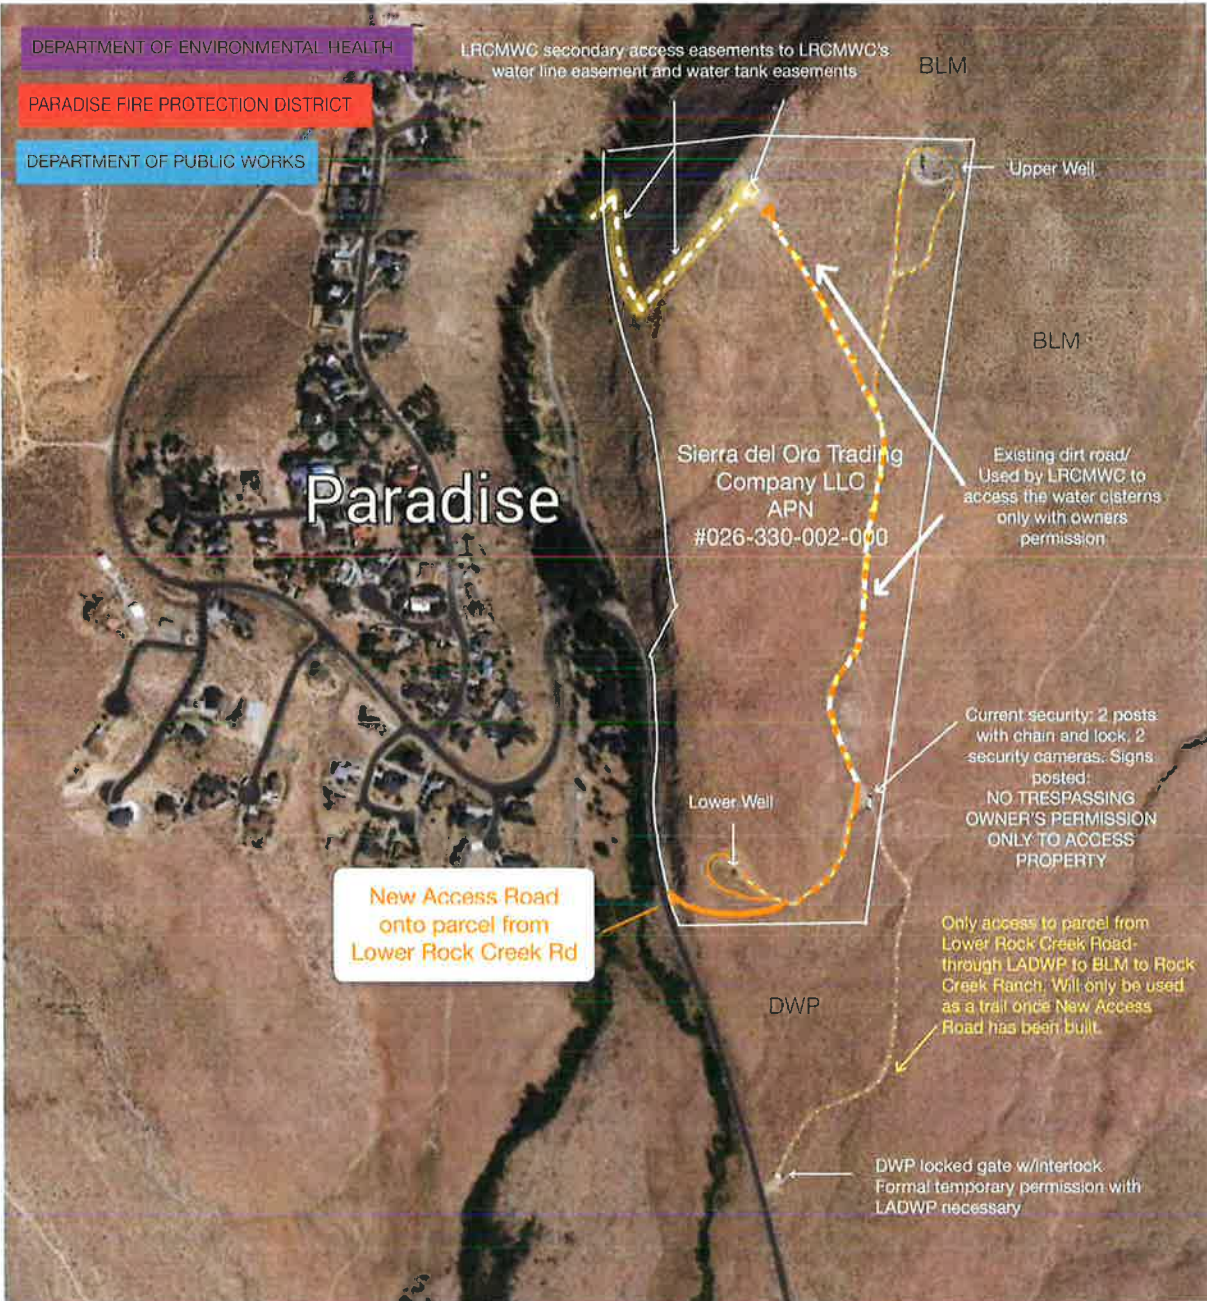 DEPARTMENT OF ENVIRONMENTAL HEALTH
PARADISE FIRE PROTECTION DISTRICT
DEPARTMENT OF PUBLIC WORKS
LRCMWC secondary access easements to LRCMWC's
water line easement and water tank easements
BLM
Upper Well
BLM
Sierra del Oro Trading
Company LLC
APN
#026-330-002-000
Existing dirt road/
Used by LRCMWC to
access the water cisterns
only with owners
permission
Paradise
Current security: 2 posts
with chain and lock, 2
security cameras. Signs
posted:
NO TRESPASSING
OWNER'S PERMISSION
ONLY TO ACCESS
PROPERTY
Lower Well
New Access Road
onto parcel from
Lower Rock Creek Rd
Only access to parcel from
Lower Rock Creek Road-
through LADWP to BLM to Rock
Creek Ranch. Will only be used
as a trail once New Access
Road has been built.
DWP
DWP locked gate w/interlock
Formal temporary permission with
LADWP necessary